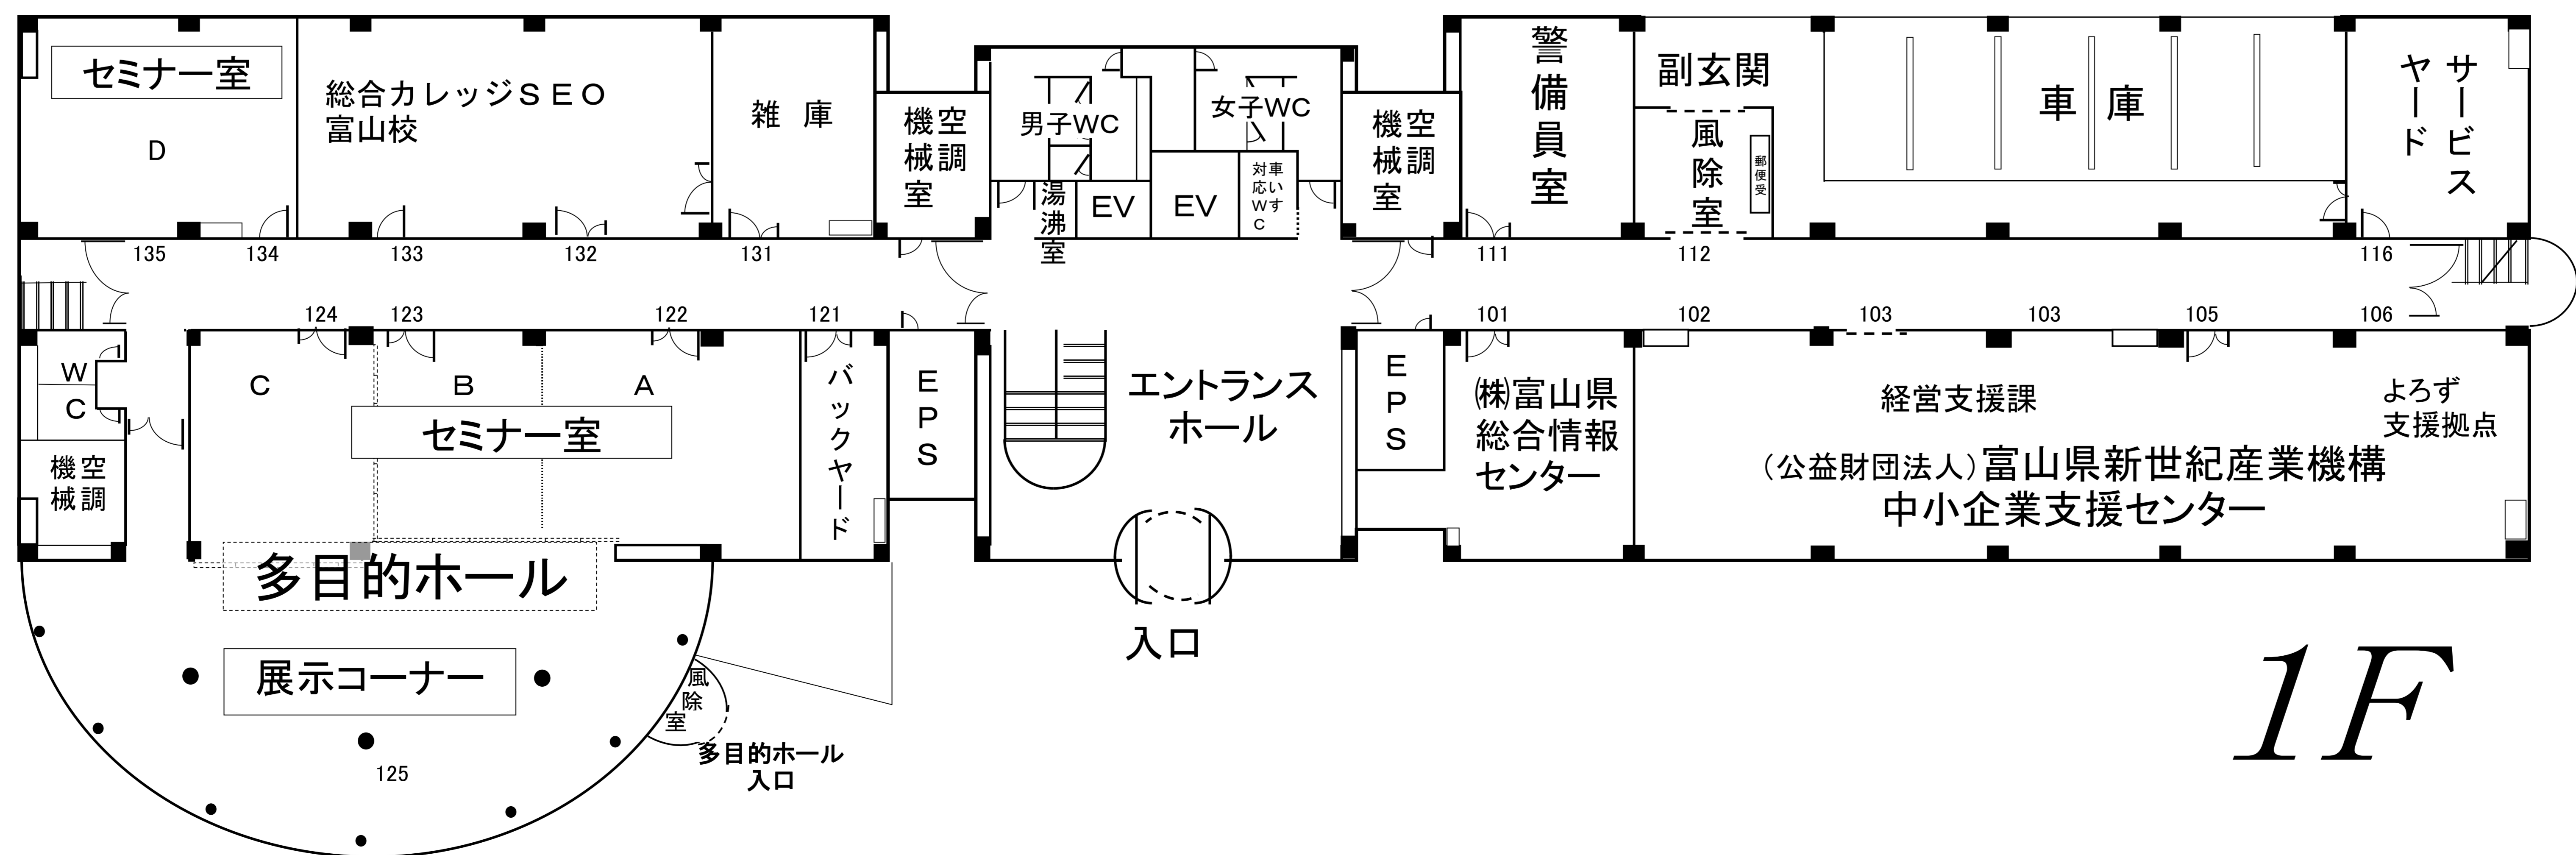 セミナー室
D
総合カレッジSEO
富山校
雑 庫
空調
機械室
男子WC
女子WC
湯沸室
EV
EV
車いす
対応WC
空調
機械室
警備員室
副玄関
風除室
郵便受
車 庫
サービス
ヤード
135
134
133
132
131
111
112
116
124
123
122
121
101
102
103
103
105
106
WC
空調
機械
C
B
A
セミナー室
バックヤード
EPS
エントランス
ホール
EPS
㈱富山県
総合情報
センター
経営支援課
よろず
支援拠点
（公益財団法人）富山県新世紀産業機構
中小企業支援センター
多目的ホール
展示コーナー
125
風除室
多目的ホール
入口
入口
1F